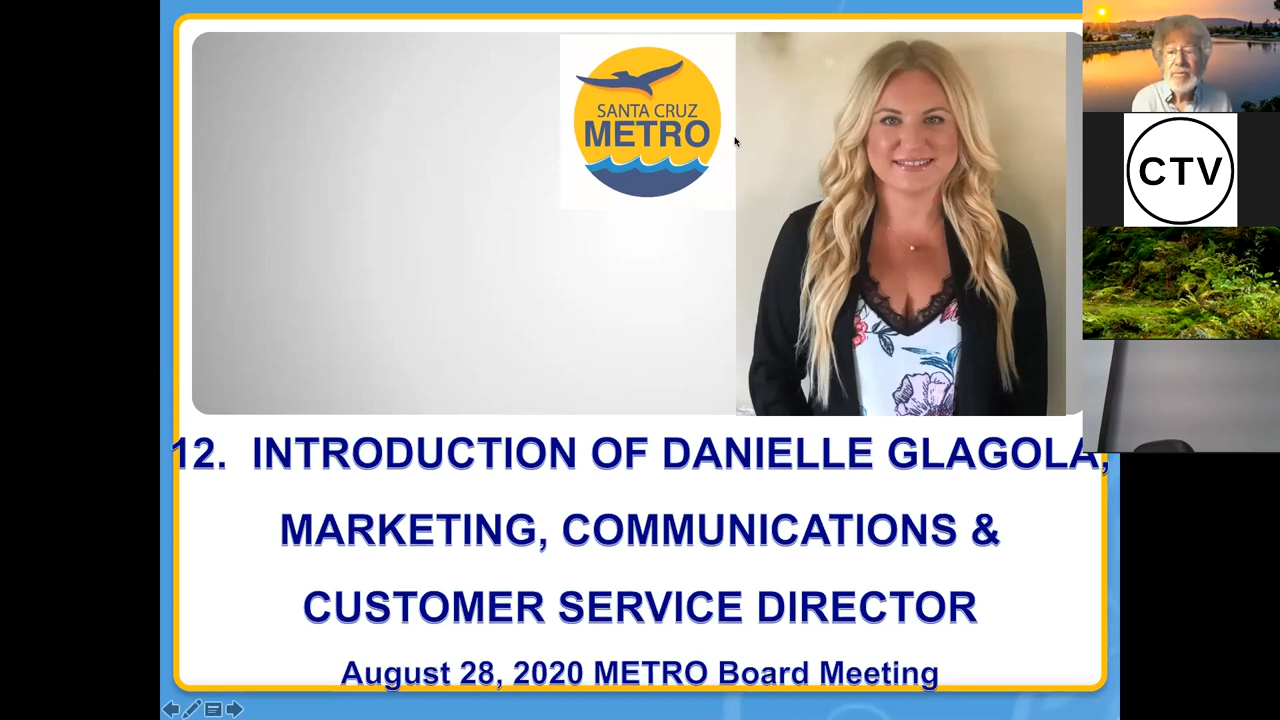 SANTA CRUZ
METRO
CTV
12. INTRODUCTION OF DANIELLE GLAGOLA,
MARKETING, COMMUNICATIONS &
CUSTOMER SERVICE DIRECTOR
August 28, 2020 METRO Board Meeting